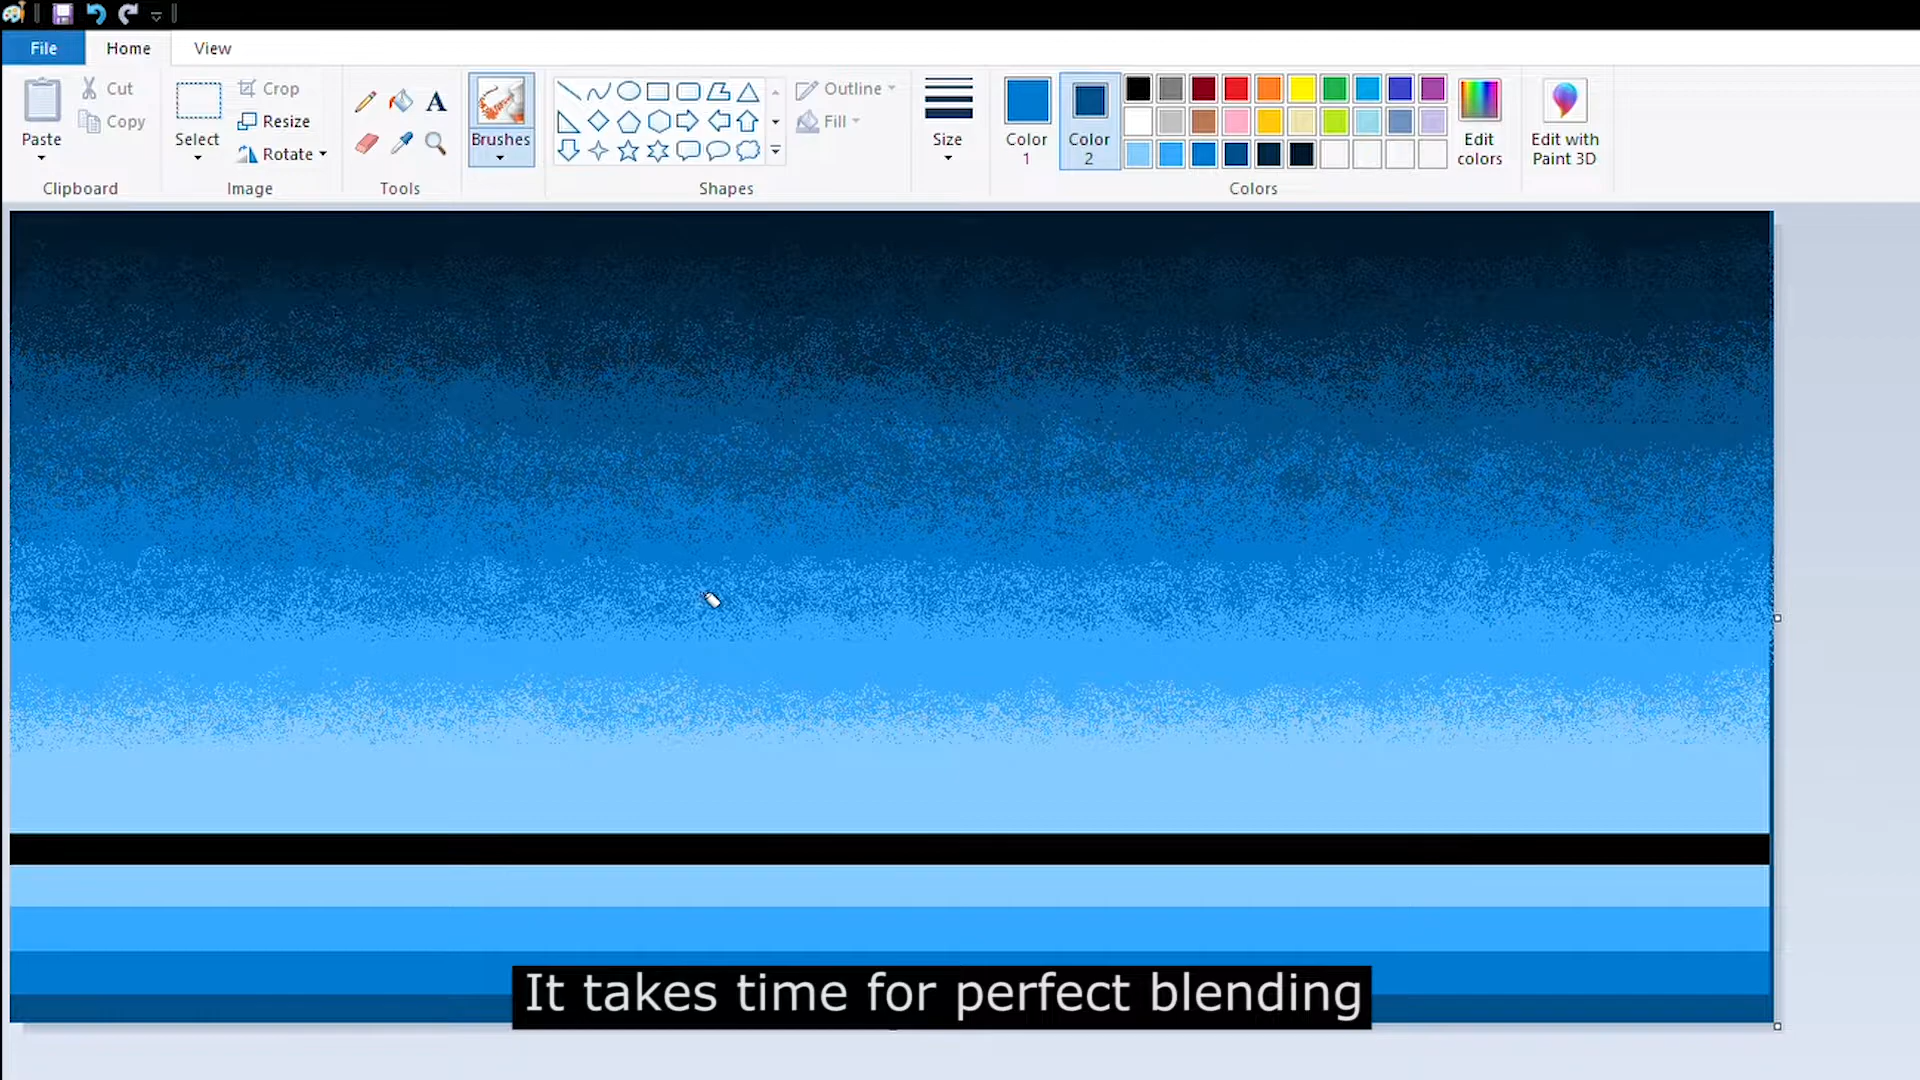 File Home View
Paste
Cut
Copy
Clipboard
Select
Crop
Resize
Rotate
Image
A
Tools
Brushes
Shapes
Outline
Fill
Size
Color 1
Color 2
Edit colors
Colors
Edit with Paint 3D
It takes time for perfect blending